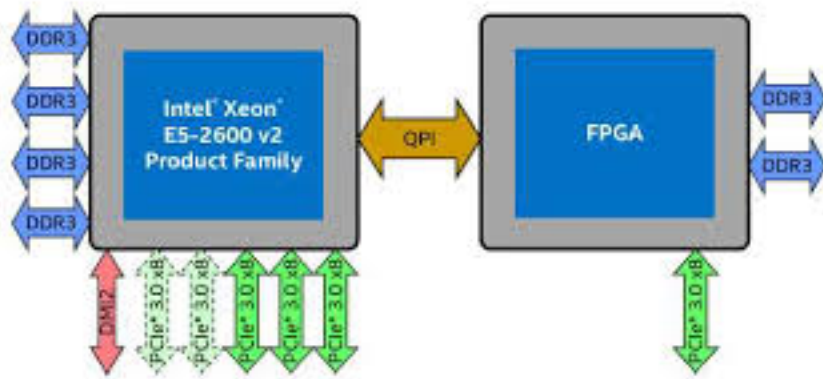 DDR3
DDR3
DDR3
DDR3
Intel® Xeon®
E5-2600 v2
Product Family
QPI
FPGA
DDR3
DDR3
DMI2
PCIe* 3.0 x8
PCIe* 3.0 x8
PCIe* 3.0 x8
PCIe* 3.0 x8
PCIe* 3.0 x8
PCIe* 3.0 x8